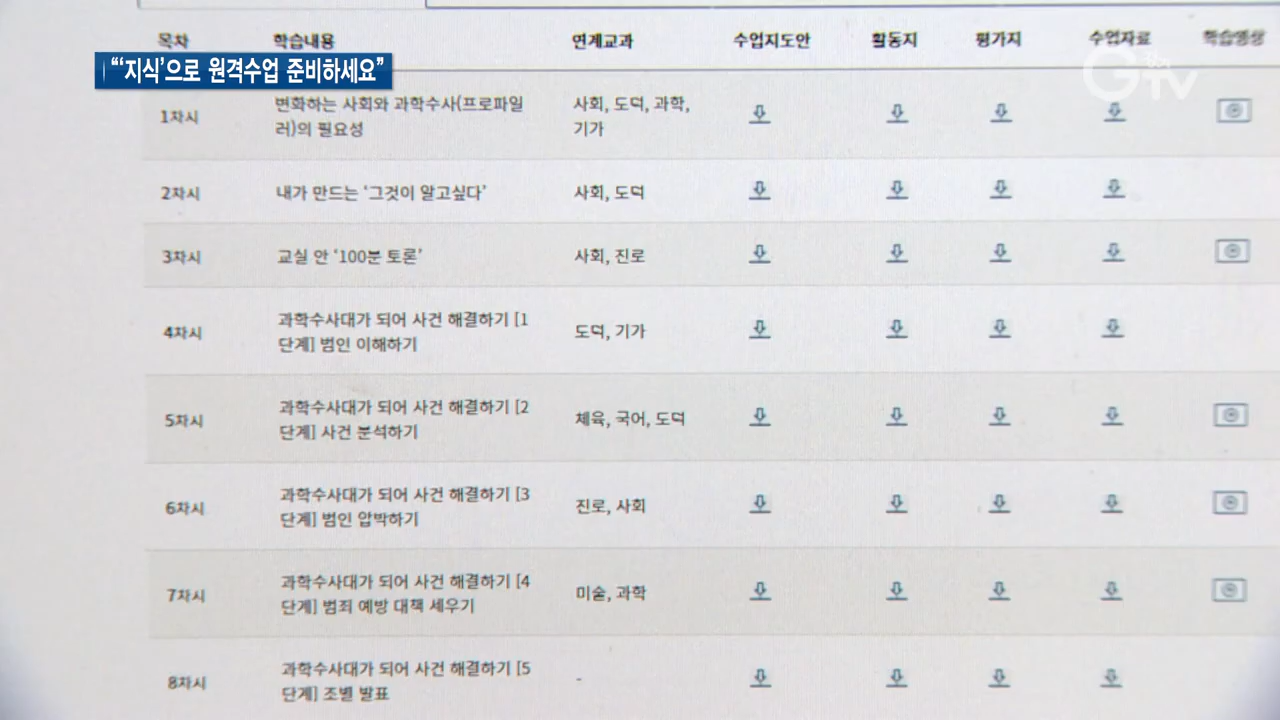 목차 학습내용 연계교과 수업지도안 활동지 평가지 수업자료 학습영상
“‘지식’으로 원격수업 준비하세요”
GTV
1차시 변화하는 사회와 과학수사(프로파일 사회, 도덕, 과학,
러)의 필요성 기가
2차시 내가 만드는 ‘그것이 알고싶다’ 사회, 도덕
3차시 교실 안 ‘100분 토론’ 사회, 진로
4차시 과학수사대가 되어 사건 해결하기 [1 도덕, 기가
단계] 범인 이해하기
5차시 과학수사대가 되어 사건 해결하기 [2 체육, 국어, 도덕
단계] 사건 분석하기
6차시 과학수사대가 되어 사건 해결하기 [3 진로, 사회
단계] 범인 압박하기
7차시 과학수사대가 되어 사건 해결하기 [4 미술, 과학
단계] 범죄 예방 대책 세우기
8차시 과학수사대가 되어 사건 해결하기 [5 -
단계] 조별 발표